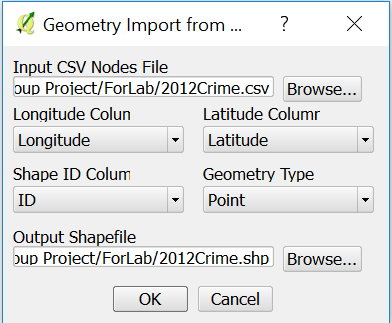 Geometry Import from ... ?
Input CSV Nodes File
oup Project/ForLab/2012Crime.csv Browse...
Longitude Colun Latitude Columr
Longitude Latitude
Shape ID Colum Geometry Type
ID Point
Output Shapefile
oup Project/ForLab/2012Crime.shp Browse...
OK Cancel